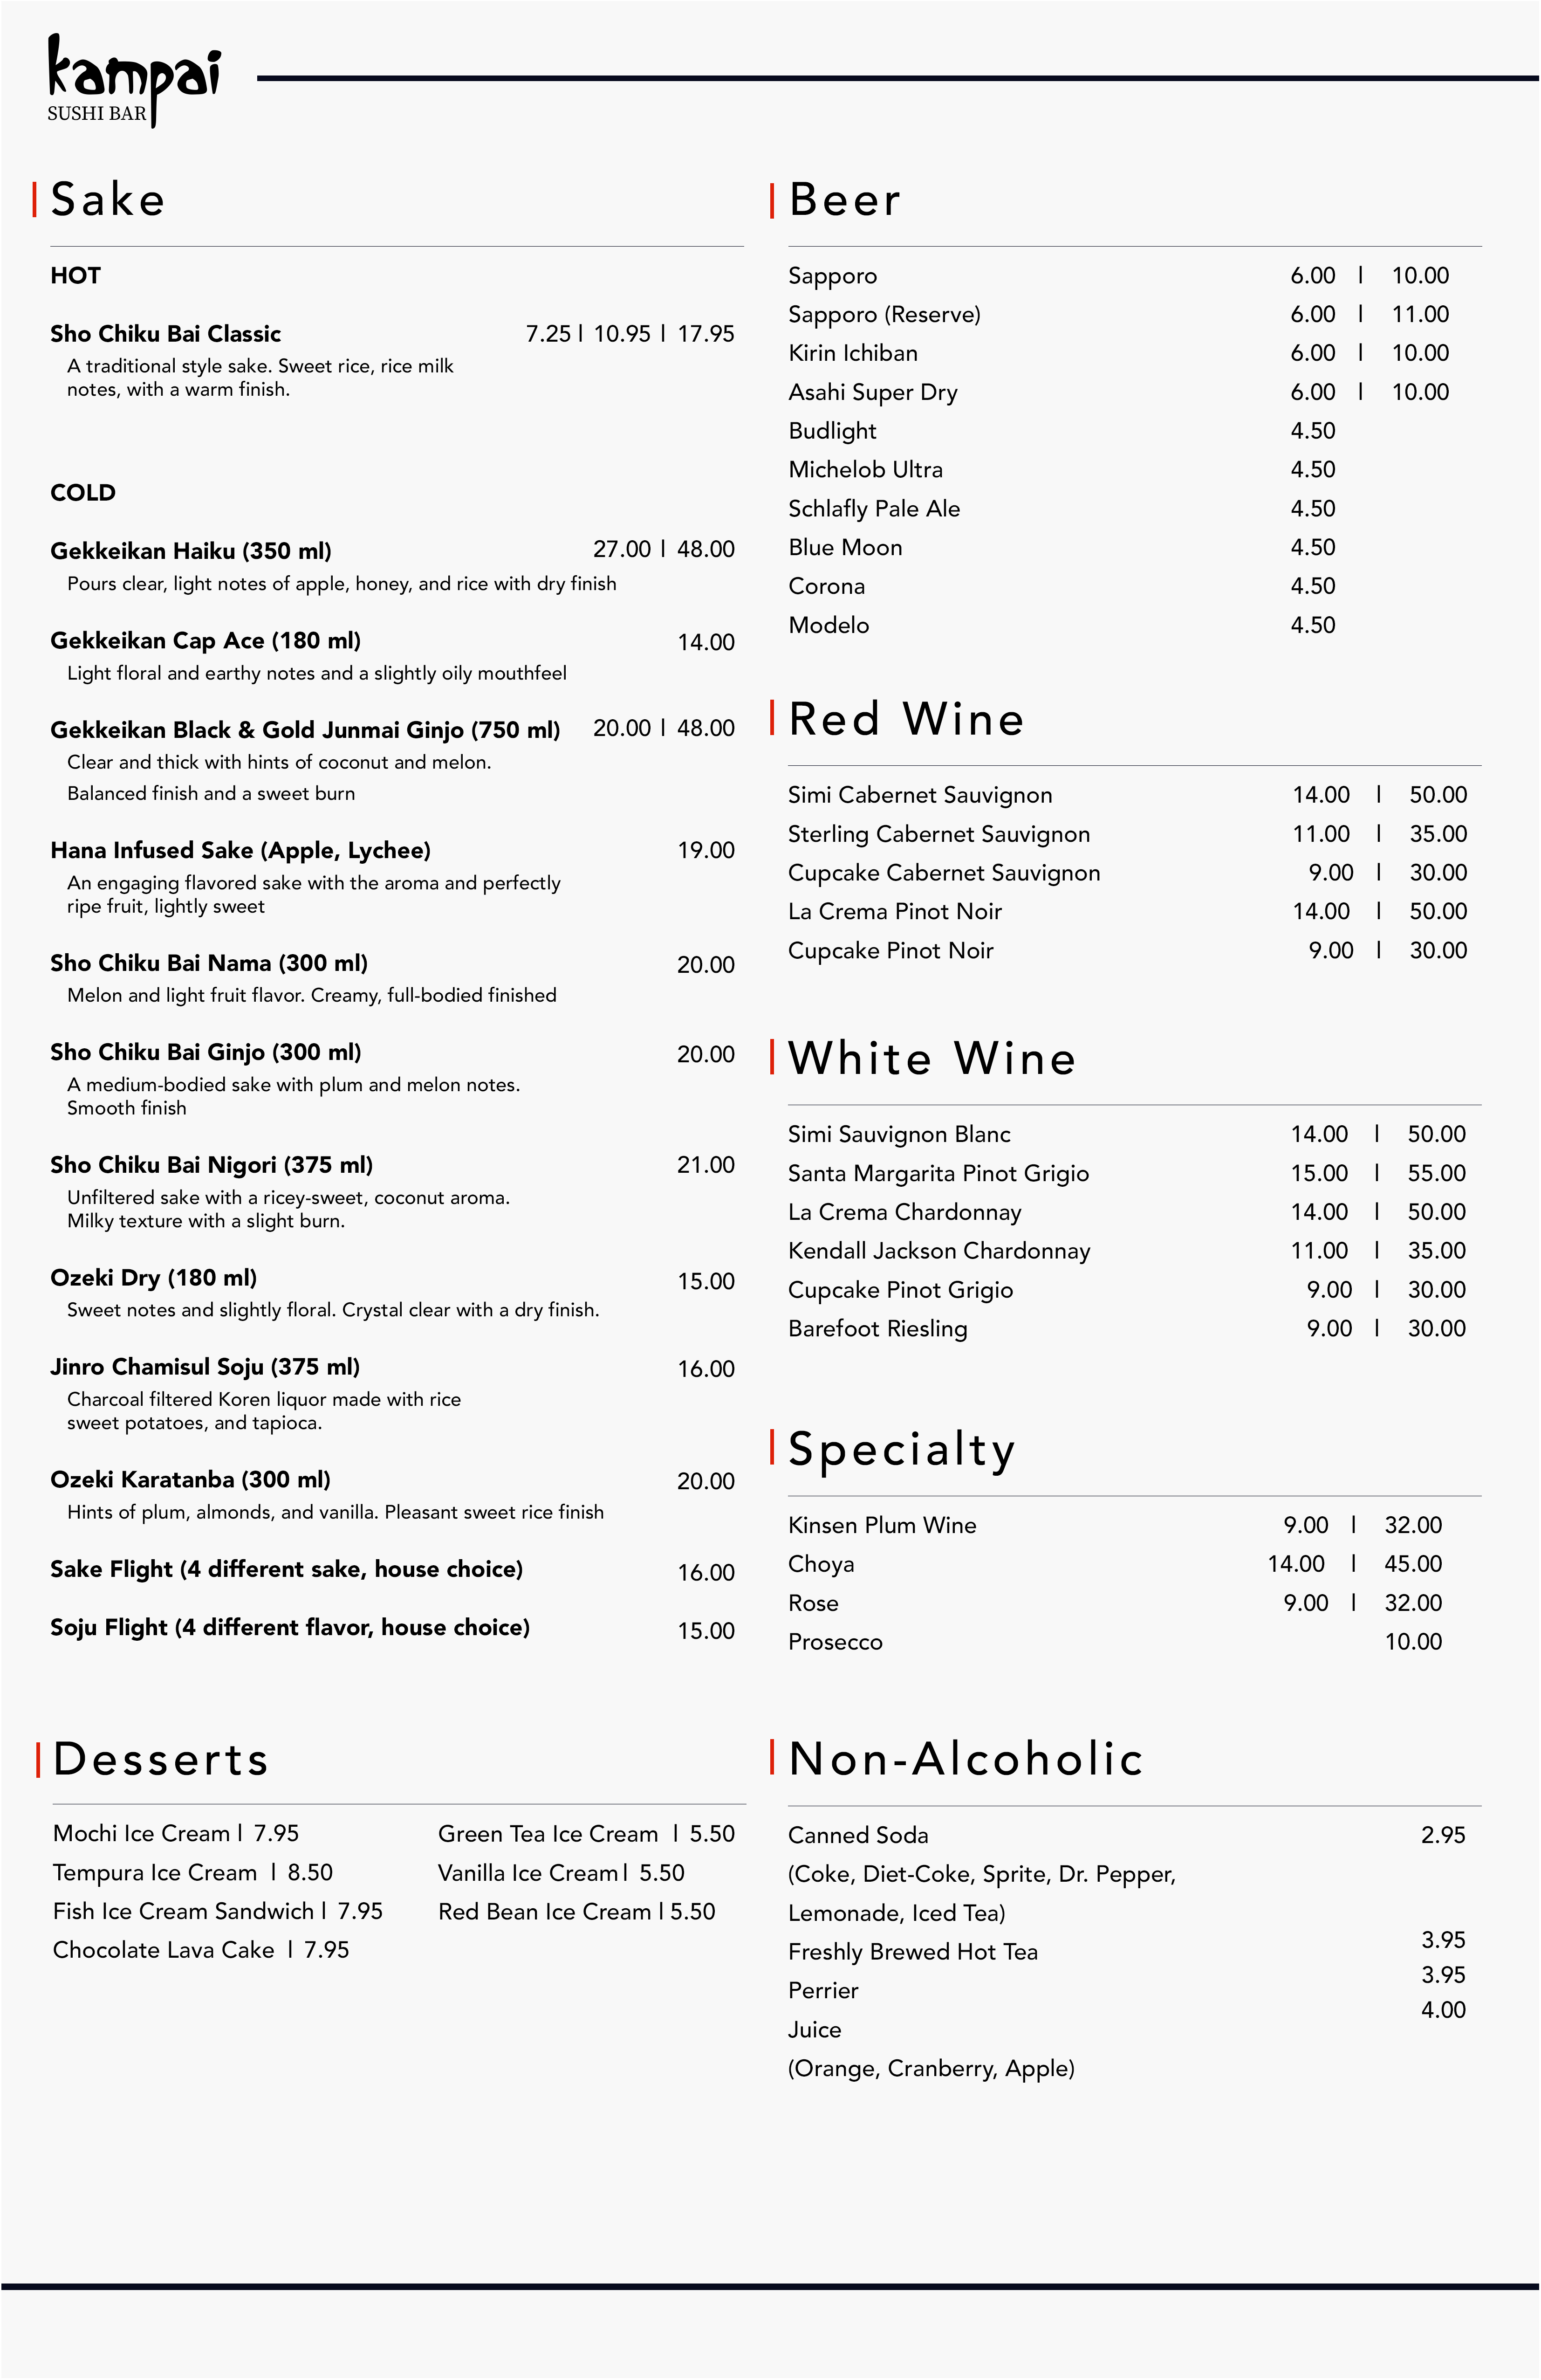 kampai
SUSHI BAR
Sake
HOT
Sho Chiku Bai Classic 7.25 | 10.95 | 17.95
A traditional style sake. Sweet rice, rice milk
notes, with a warm finish.
COLD
Gekkeikan Haiku (350 ml) 27.00 | 48.00
Pours clear, light notes of apple, honey, and rice with dry finish
Gekkeikan Cap Ace (180 ml) 14.00
Light floral and earthy notes and a slightly oily mouthfeel
Gekkeikan Black & Gold Junmai Ginjo (750 ml) 20.00 | 48.00
Clear and thick with hints of coconut and melon.
Balanced finish and a sweet burn
Hana Infused Sake (Apple, Lychee) 19.00
An engaging flavored sake with the aroma and perfectly
ripe fruit, lightly sweet
Sho Chiku Bai Nama (300 ml) 20.00
Melon and light fruit flavor. Creamy, full-bodied finished
Sho Chiku Bai Ginjo (300 ml) 20.00
A medium-bodied sake with plum and melon notes.
Smooth finish
Sho Chiku Bai Nigori (375 ml) 21.00
Unfiltered sake with a ricey-sweet, coconut aroma.
Milky texture with a slight burn.
Ozeki Dry (180 ml) 15.00
Sweet notes and slightly floral. Crystal clear with a dry finish.
Jinro Chamisul Soju (375 ml) 16.00
Charcoal filtered Koren liquor made with rice
sweet potatoes, and tapioca.
Ozeki Karatanba (300 ml) 20.00
Hints of plum, almonds, and vanilla. Pleasant sweet rice finish
Sake Flight (4 different sake, house choice) 16.00
Soju Flight (4 different flavor, house choice) 15.00
Desserts
Mochi Ice Cream | 7.95
Tempura Ice Cream | 8.50
Fish Ice Cream Sandwich | 7.95
Chocolate Lava Cake | 7.95
Green Tea Ice Cream | 5.50
Vanilla Ice Cream | 5.50
Red Bean Ice Cream | 5.50
Beer
Sapporo 6.00 | 10.00
Sapporo (Reserve) 6.00 | 11.00
Kirin Ichiban 6.00 | 10.00
Asahi Super Dry 6.00 | 10.00
Budlight 4.50
Michelob Ultra 4.50
Schlafly Pale Ale 4.50
Blue Moon 4.50
Corona 4.50
Modelo 4.50
Red Wine
Simi Cabernet Sauvignon 14.00 | 50.00
Sterling Cabernet Sauvignon 11.00 | 35.00
Cupcake Cabernet Sauvignon 9.00 | 30.00
La Crema Pinot Noir 14.00 | 50.00
Cupcake Pinot Noir 9.00 | 30.00
White Wine
Simi Sauvignon Blanc 14.00 | 50.00
Santa Margarita Pinot Grigio 15.00 | 55.00
La Crema Chardonnay 14.00 | 50.00
Kendall Jackson Chardonnay 11.00 | 35.00
Cupcake Pinot Grigio 9.00 | 30.00
Barefoot Riesling 9.00 | 30.00
Specialty
Kinsen Plum Wine 9.00 | 32.00
Choya 14.00 | 45.00
Rose 9.00 | 32.00
Prosecco 10.00
Non-Alcoholic
Canned Soda 2.95
(Coke, Diet-Coke, Sprite, Dr. Pepper,
Lemonade, Iced Tea)
Freshly Brewed Hot Tea 3.95
Perrier 3.95
Juice 4.00
(Orange, Cranberry, Apple)